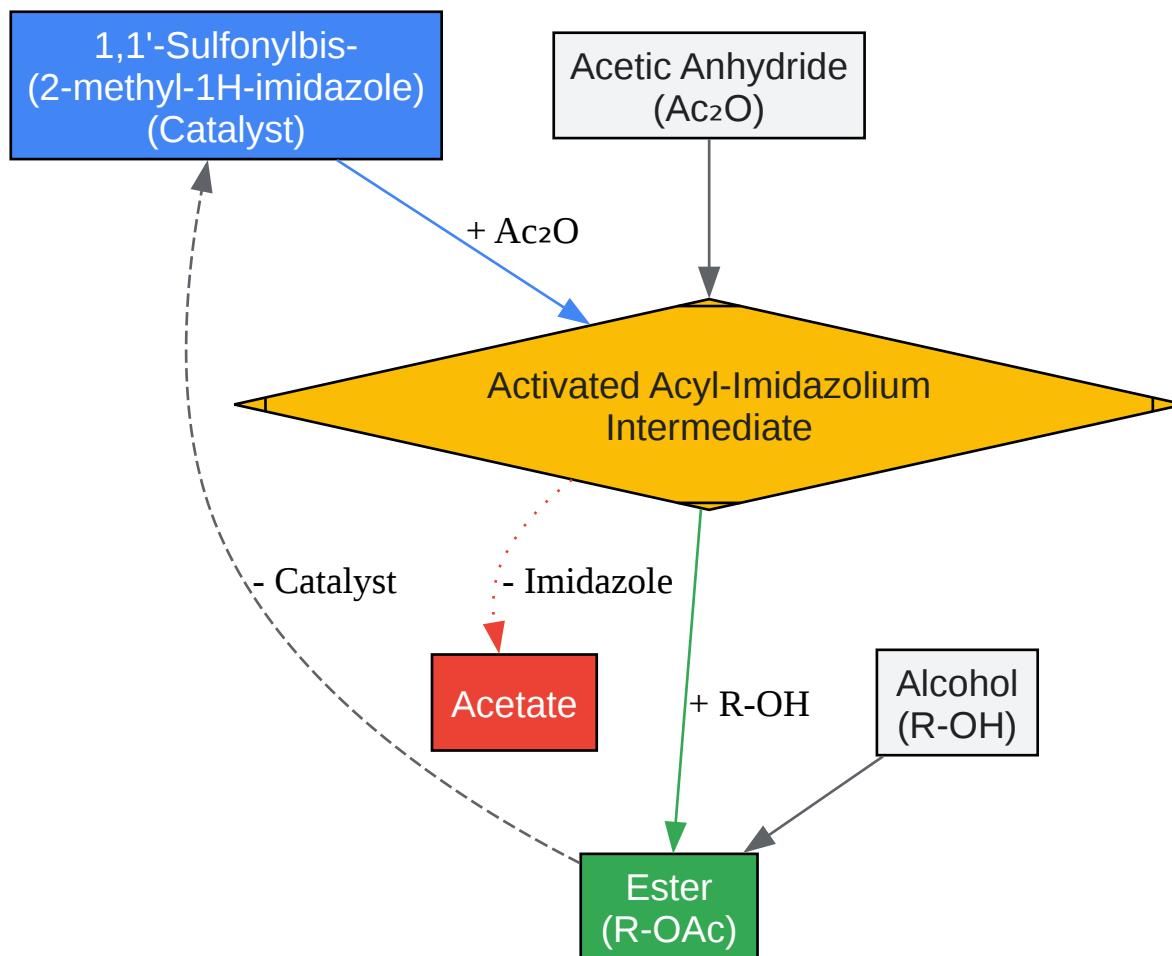 1,1'-Sulfonylbis-
(2-methyl-1H-imidazole)
(Catalyst)
Acetic Anhydride
(Ac₂O)
+ Ac₂O
Activated Acyl-Imidazolium
Intermediate
- Catalyst
- Imidazole
Acetate
+ R-OH
Alcohol
(R-OH)
Ester
(R-OAc)